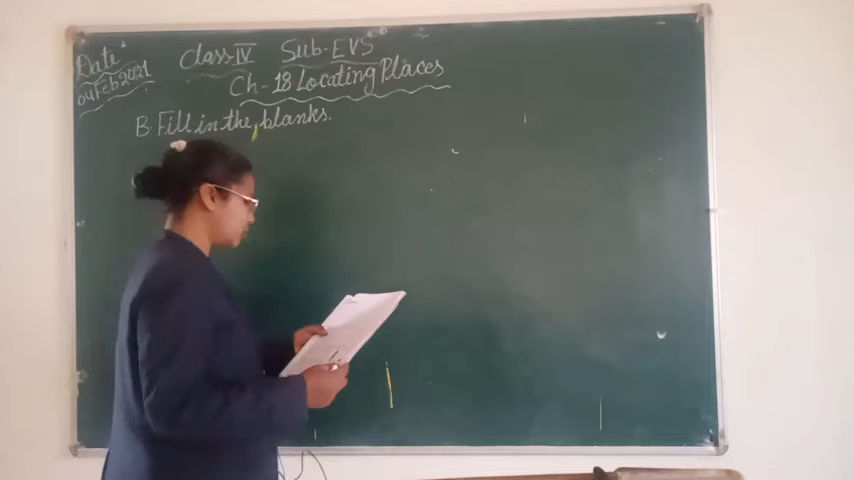 Date Class-IV Sub-EVS
04Feb2021 Ch-18 Locating Places
B. Fill in the blanks.